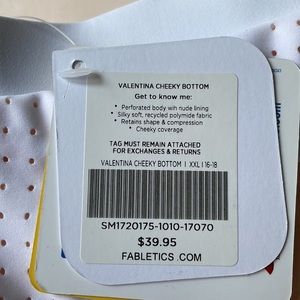 VALENTINA CHEEKY BOTTOM
Get to know me:
• Perforated body wih nude lining
• Silky soft, recycled polymide fabric
• Retains shape & compression
• Cheeky coverage
TAG MUST REMAIN ATTACHED
FOR EXCHANGES & RETURNS
VALENTINA CHEEKY BOTTOM | XXL | 16-18
SM1720175-1010-17070
$39.95
FABLETICS.COM